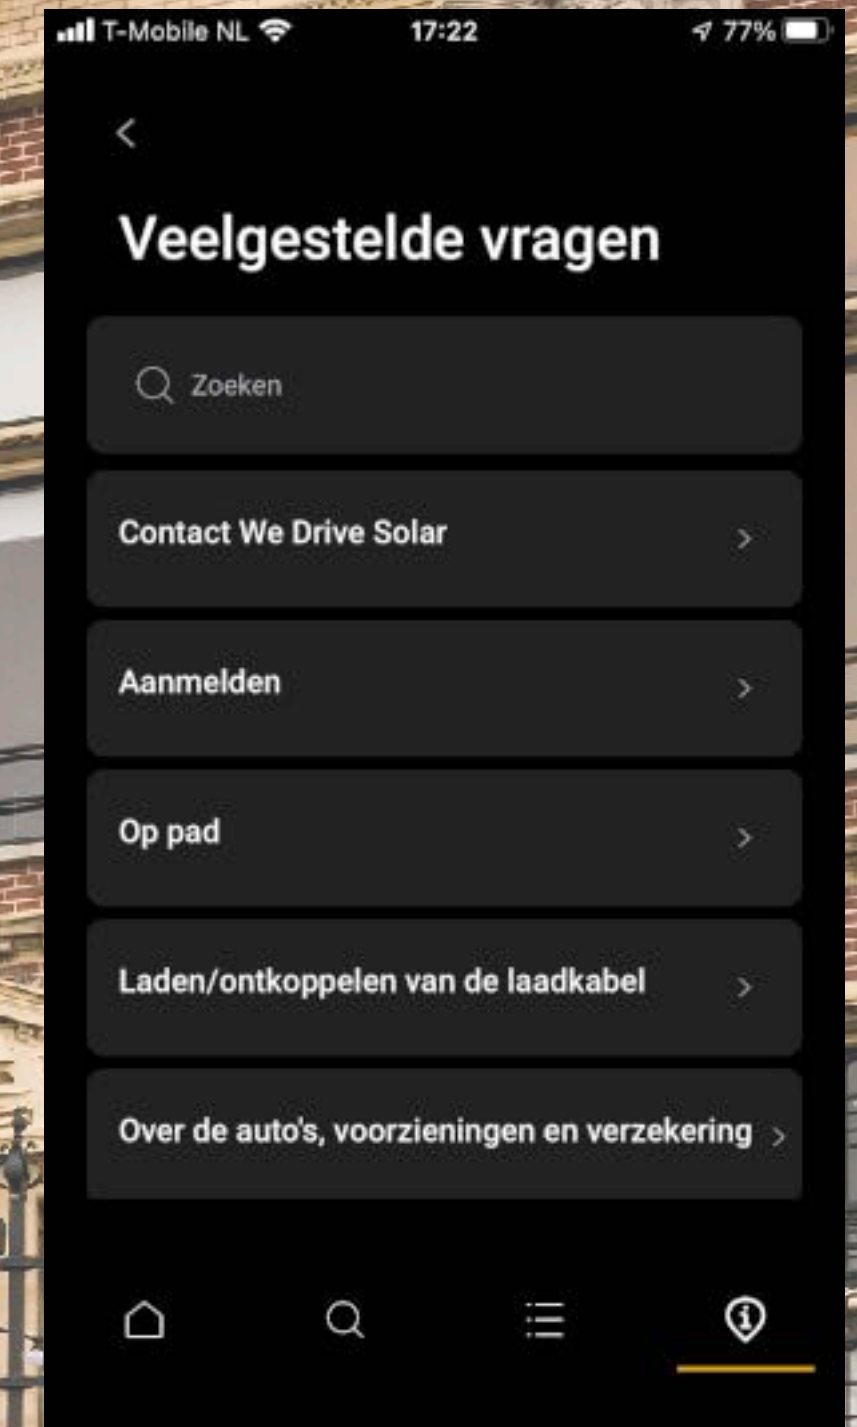 T-Mobile NL 17:22 77%
Veelgestelde vragen
Zoeken
Contact We Drive Solar
Aanmelden
Op pad
Laden/ontkoppelen van de laadkabel
Over de auto's, voorzieningen en verzekering